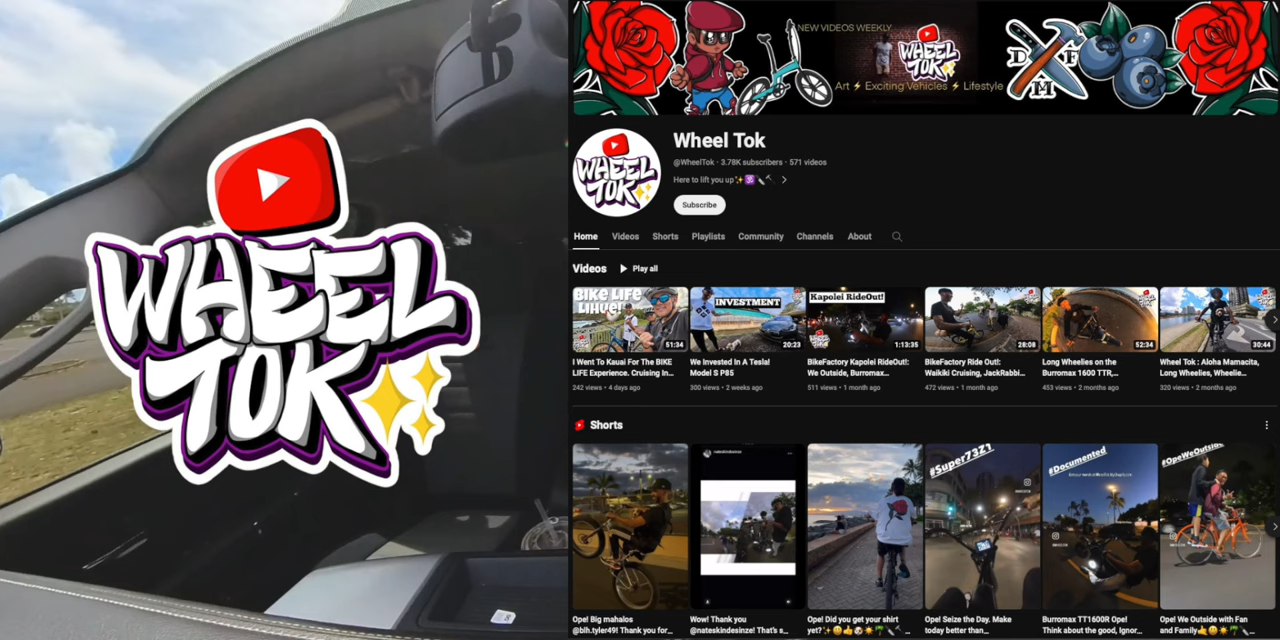 WHEEL
TOK
NEW VIDEOS WEEKLY
WHEEL
TOK
Art ⚡ Exciting Vehicles ⚡ Lifestyle
D F
M
WHEEL
TOK
Wheel Tok
@WheelTok · 3.78K subscribers · 571 videos
Here to lift you up
Subscribe
Home Videos Shorts Playlists Community Channels About
Videos Play all
BIKE LIFE
LIHUE!
51:34
INVESTMENT
20:23
Kapolei RideOut!
1:13:35
28:08
52:34
30:44
I Went To Kauai For The BIKE
LIFE Experience. Cruising In...
242 views · 4 days ago
We Invested In A Tesla!
Model S P85
300 views · 2 weeks ago
BikeFactory Kapolei RideOut!:
We Outside, Burromax...
511 views · 1 month ago
BikeFactory Ride Out!:
Waikiki Cruising, JackRabbi...
472 views · 1 month ago
Long Wheelies on the
Burromax 1600 TTR,...
453 views · 2 months ago
Wheel Tok : Aloha Mamacita,
Long Wheelies, Wheelie...
320 views · 2 months ago
Shorts
#Super73Z1
#Documented
#OpeWeOutside
Ope! Big mahalos
@blh.tyler49! Thank you for...
Wow! Thank you
@nateskindesinze! That's s...
Ope! Did you get your shirt
yet?
Ope! Seize the Day. Make
today better than...
Burromax TT1600R Ope!
Think about the good, Ignor...
Ope! We Outside with Fan
and Family